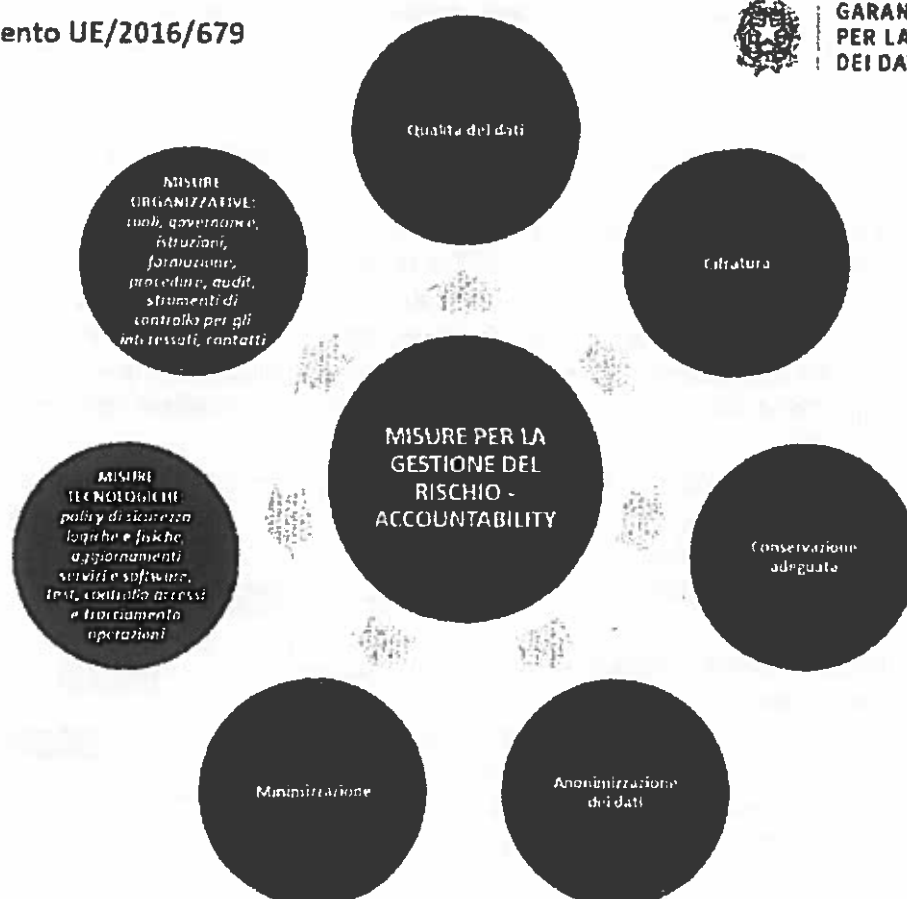 ento UE/2016/679
GARAN
PER LA
DEI DA
Qualita dei dati
MISURE
ORGANIZZATIVE:
ruoli, governance,
istruzioni,
formazione,
procedure, audit,
strumenti di
controllo per gli
interessati, contatti
Cifratura
MISURE PER LA
GESTIONE DEL
RISCHIO -
ACCOUNTABILITY
MISURE
TECNOLOGICHE
policy di sicurezza
logiche e fisiche,
aggiornamenti
servizi e software,
test, controllo accessi
e tracciamento
operazioni
Conservazione
adeguata
Minimizzazione
Anonimizzazione
dei dati